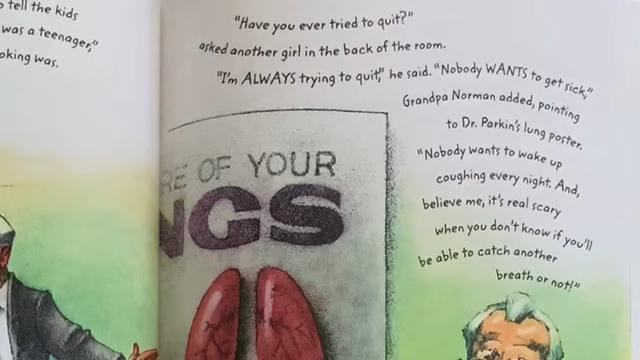 o tell the kids
was a teenager,"
oking was.
"Have you ever tried to quit?"
asked another girl in the back of the room.
"I'm ALWAYS trying to quit," he said. "Nobody WANTS to get sick,"
Grandpa Norman added, pointing
to Dr. Parkin's lung poster.
"Nobody wants to wake up
coughing every night. And,
believe me, it's real scary
when you don't know if you'll
be able to catch another
breath or not!"
RE OF YOUR
NGS